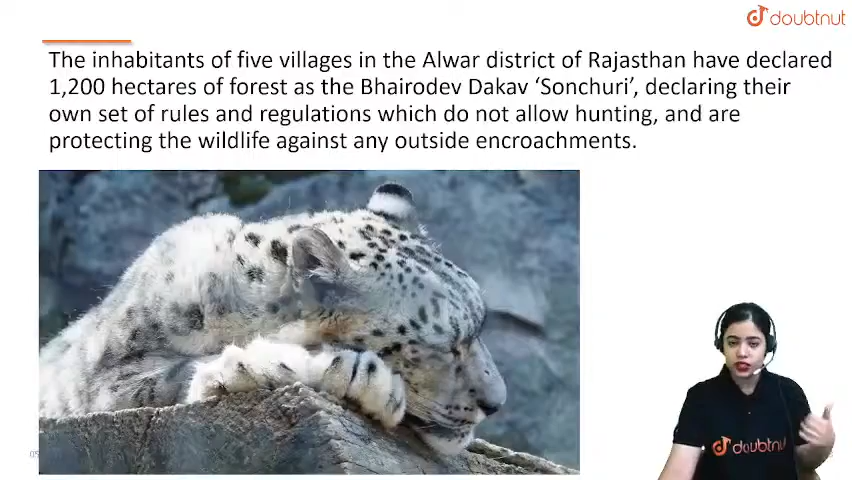 doubtnut
The inhabitants of five villages in the Alwar district of Rajasthan have declared
1,200 hectares of forest as the Bhairodev Dakav ‘Sonchuri’, declaring their
own set of rules and regulations which do not allow hunting, and are
protecting the wildlife against any outside encroachments.
doubtnut